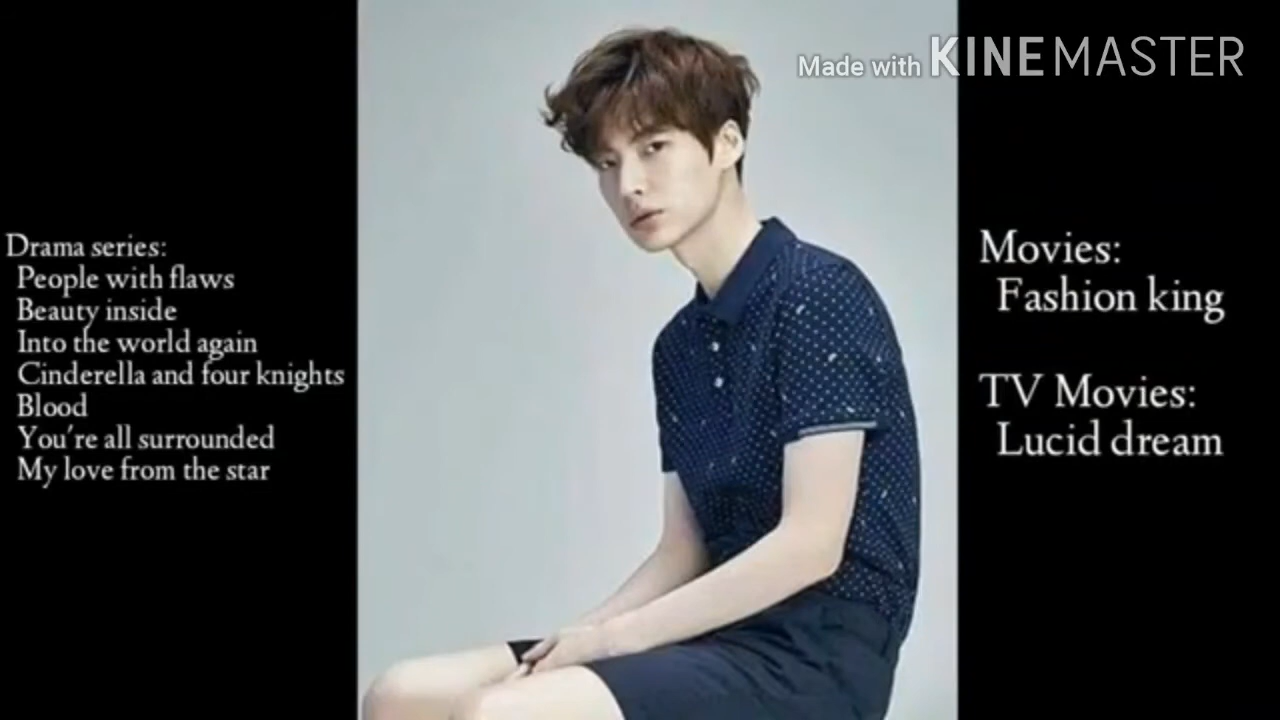 Made with KINEMASTER
Drama series:
People with flaws
Beauty inside
Into the world again
Cinderella and four knights
Blood
You're all surrounded
My love from the star
Movies:
Fashion king
TV Movies:
Lucid dream